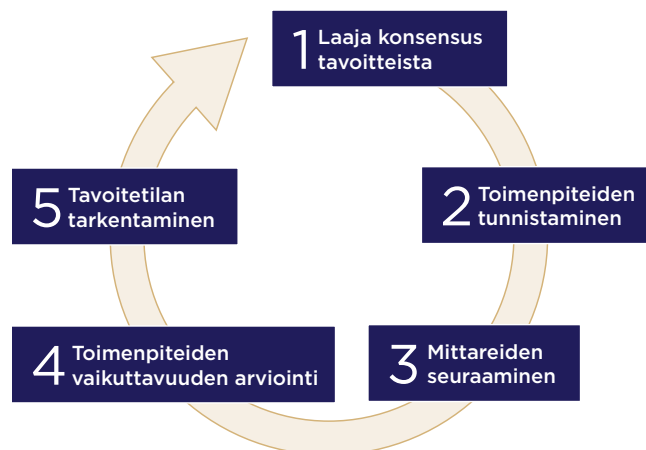 1 Laaja konsensus
tavoitteista
2 Toimenpiteiden
tunnistaminen
3 Mittareiden
seuraaminen
4 Toimenpiteiden
vaikuttavuuden arviointi
5 Tavoitetilan
tarkentaminen